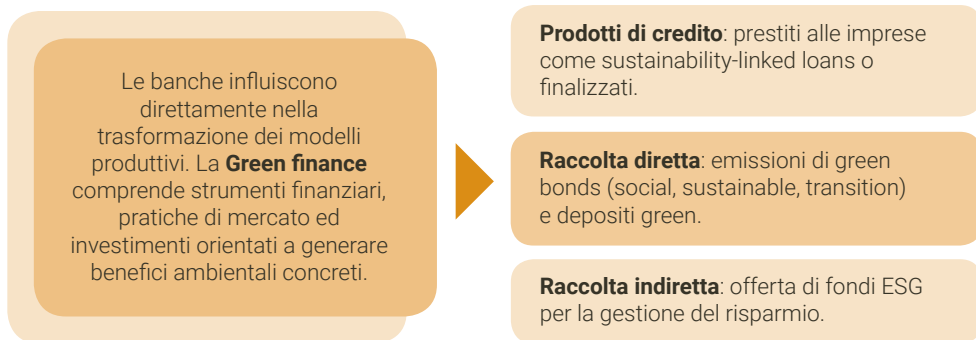 Le banche influiscono
direttamente nella
trasformazione dei modelli
produttivi. La Green finance
comprende strumenti finanziari,
pratiche di mercato ed
investimenti orientati a generare
benefici ambientali concreti.
Prodotti di credito: prestiti alle imprese
come sustainability-linked loans o
finalizzati.
Raccolta diretta: emissioni di green
bonds (social, sustainable, transition)
e depositi green.
Raccolta indiretta: offerta di fondi ESG
per la gestione del risparmio.